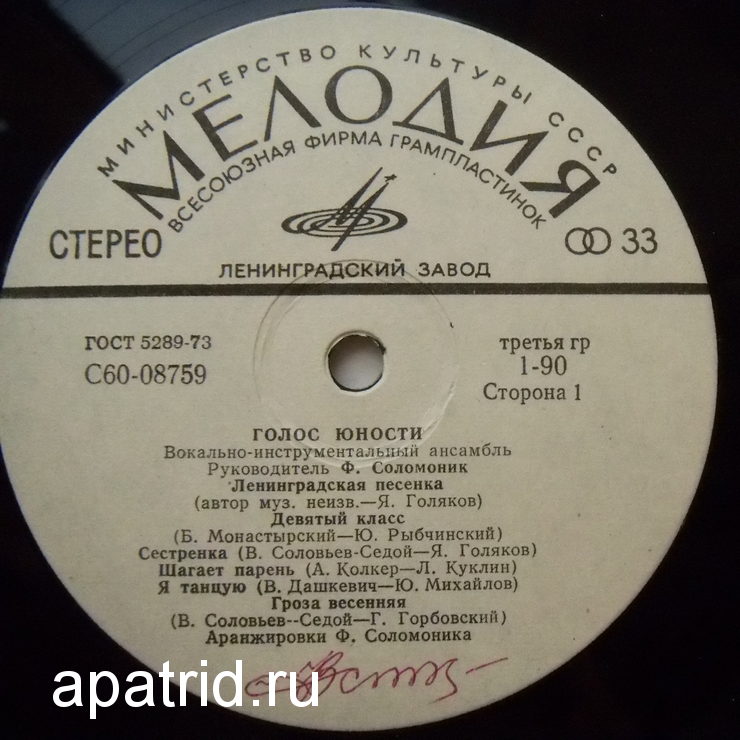 МИНИСТЕРСТВО КУЛЬТУРЫ СССР
МЕЛОДИЯ
ВСЕСОЮЗНАЯ ФИРМА ГРАМПЛАСТИНОК
СТЕРЕО
33
ЛЕНИНГРАДСКИЙ ЗАВОД
ГОСТ 5289-73
третья гр
С60-08759
1-90
Сторона 1
ГОЛОС ЮНОСТИ
Вокально-инструментальный ансамбль
Руководитель Ф. Соломоник
Ленинградская песенка
(автор муз. неизв.—Я. Голяков)
Девятый класс
(Б. Монастырский—Ю. Рыбчинский)
Сестренка (В. Соловьев-Седой—Я. Голяков)
Шагает парень (А. Колкер—Л. Куклин)
Я танцую (В. Дашкевич—Ю. Михайлов)
Гроза весенняя
(В. Соловьев--Седой—Г. Горбовский)
Аранжировки Ф. Соломоника
apatrid.ru